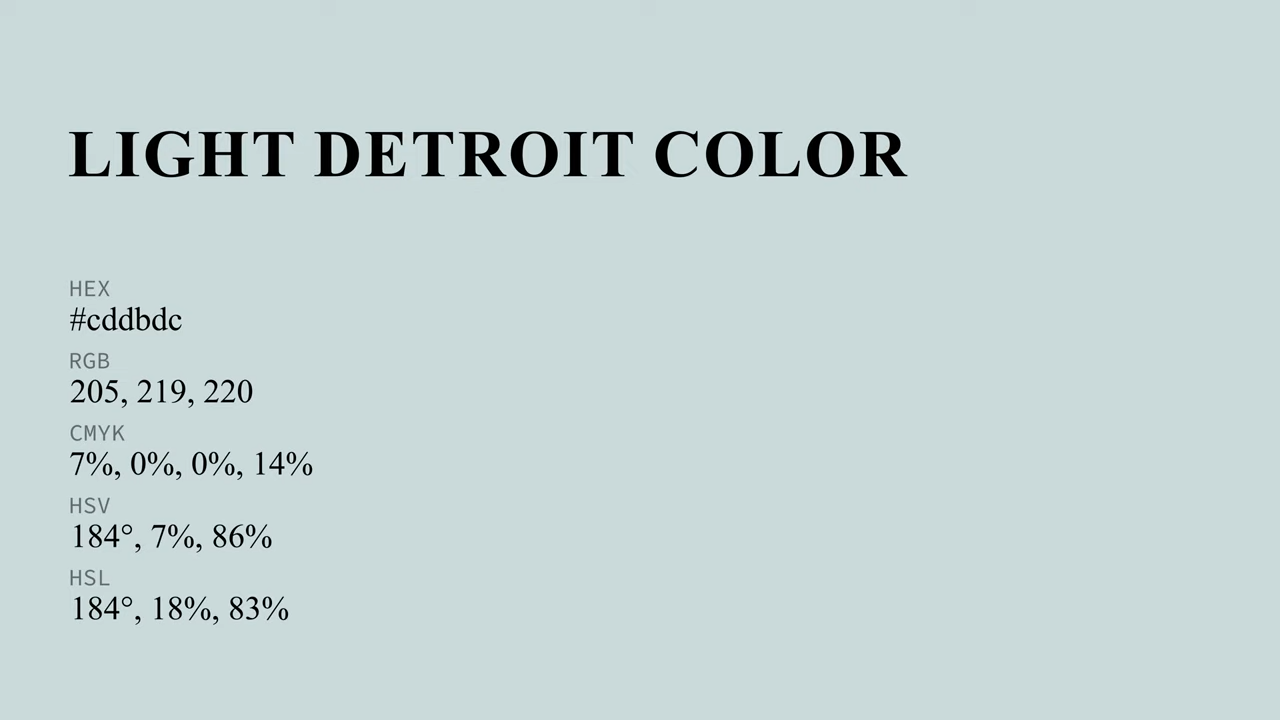 LIGHT DETROIT COLOR
HEX
#cddbdc
RGB
205, 219, 220
CMYK
7%, 0%, 0%, 14%
HSV
184°, 7%, 86%
HSL
184°, 18%, 83%